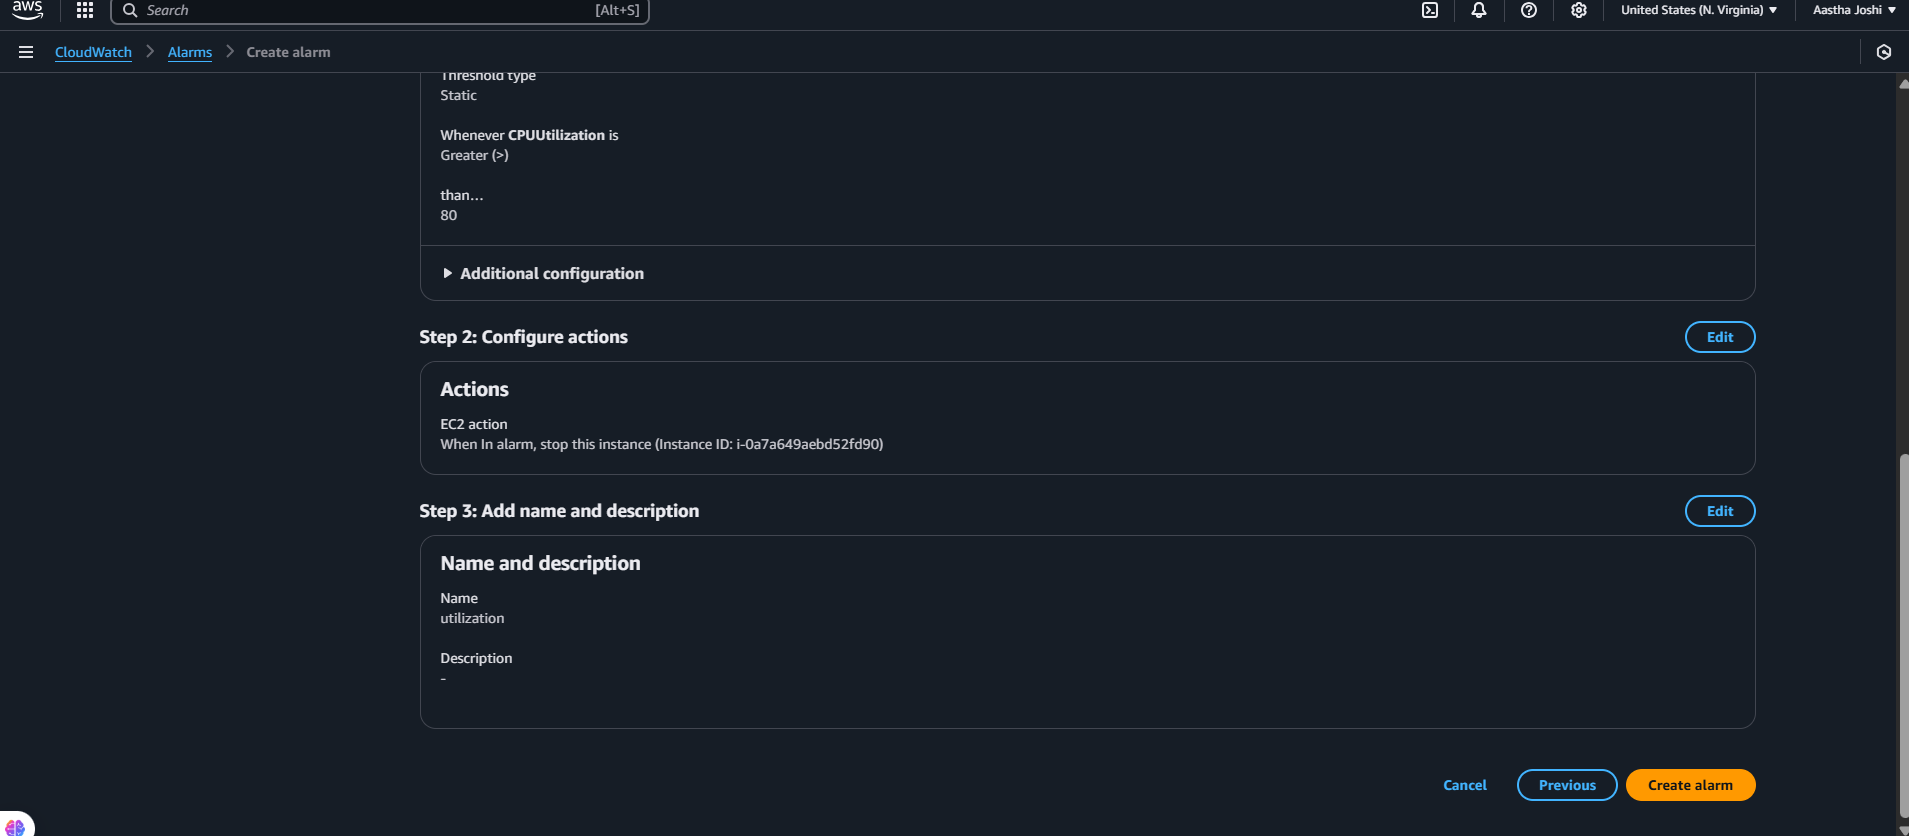 aws
Search
[Alt+S]
United States (N. Virginia)
Aastha Joshi
CloudWatch
Alarms
Create alarm
Threshold type
Static
Whenever CPUUtilization is
Greater (>)
than...
80
Additional configuration
Step 2: Configure actions
Edit
Actions
EC2 action
When In alarm, stop this instance (Instance ID: i-0a7a649aebd52fd90)
Step 3: Add name and description
Edit
Name and description
Name
utilization
Description
-
Cancel
Previous
Create alarm